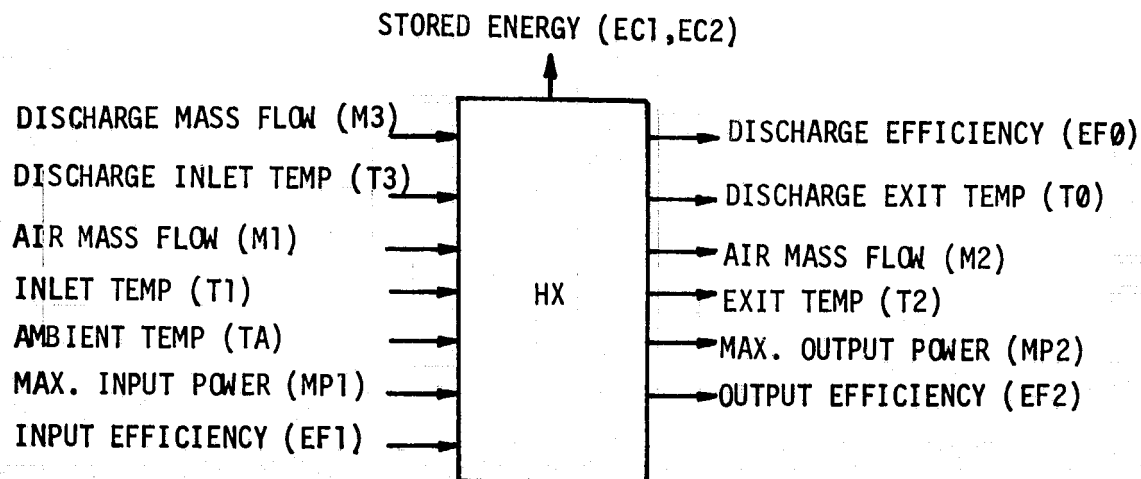 STORED ENERGY (EC1,EC2)
DISCHARGE MASS FLOW (M3)
DISCHARGE INLET TEMP (T3)
AIR MASS FLOW (M1)
INLET TEMP (T1)
AMBIENT TEMP (TA)
MAX. INPUT POWER (MP1)
INPUT EFFICIENCY (EF1)
HX
DISCHARGE EFFICIENCY (EFØ)
DISCHARGE EXIT TEMP (TØ)
AIR MASS FLOW (M2)
EXIT TEMP (T2)
MAX. OUTPUT POWER (MP2)
OUTPUT EFFICIENCY (EF2)